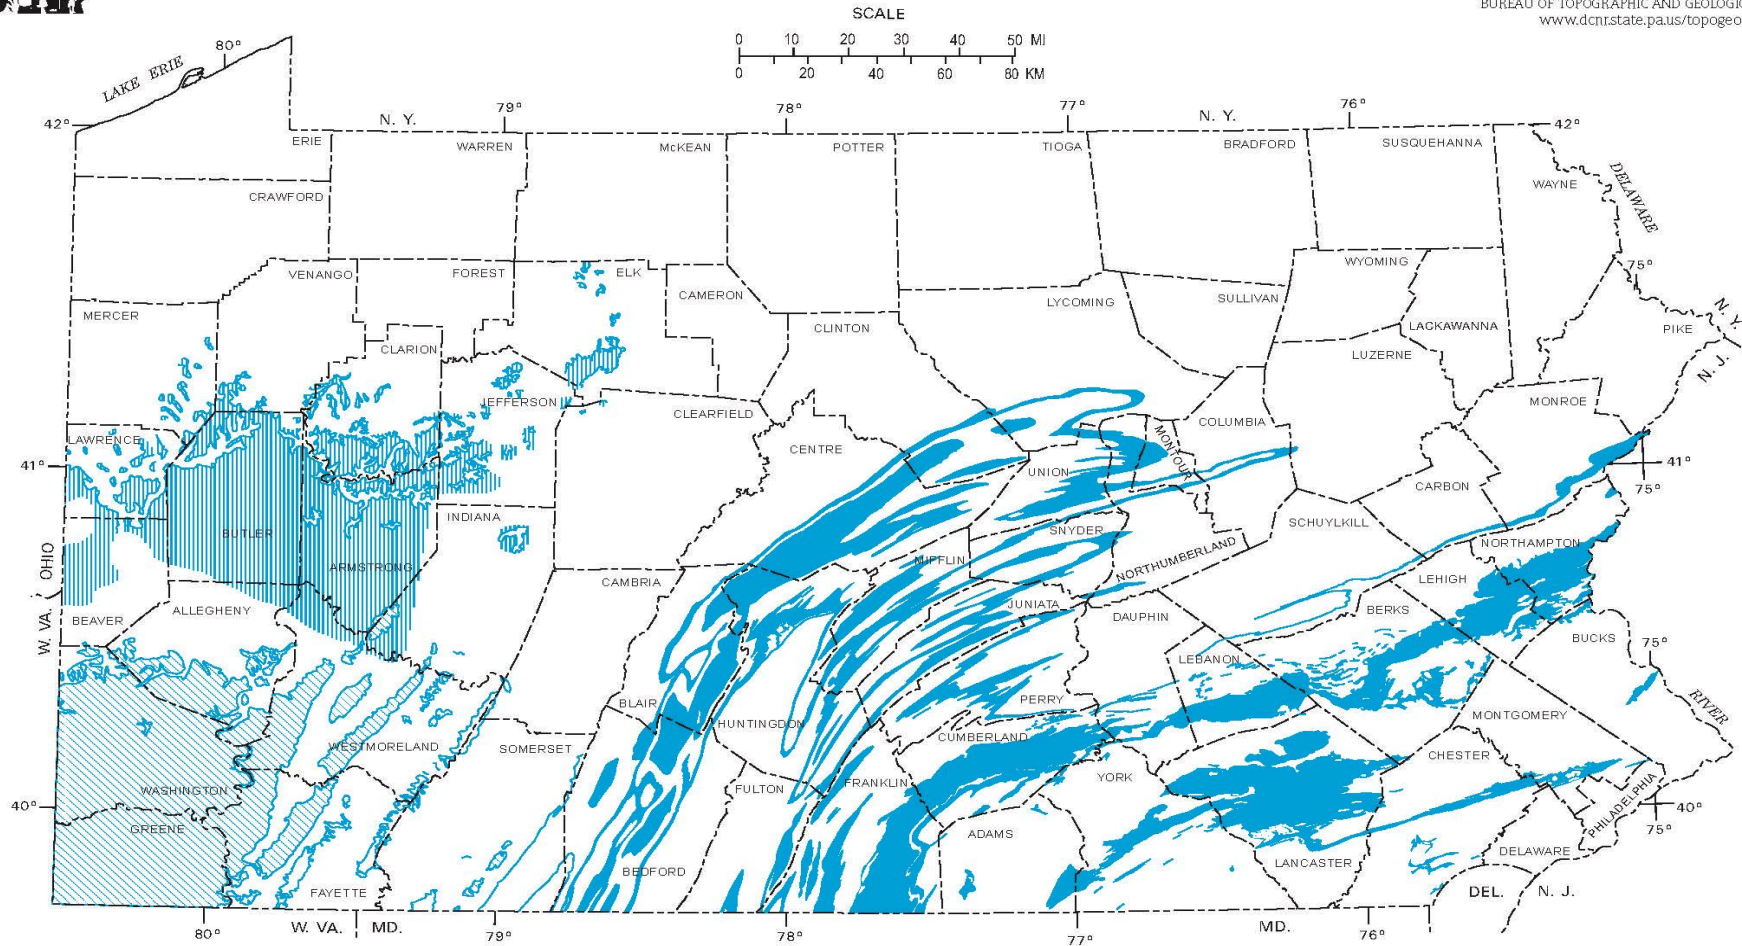 BUREAU OF TOPOGRAPHIC AND GEOLOGIC
www.dcnr.state.pa.us/topogeo
SCALE
0 10 20 30 40 50 MI
0 20 40 60 80 KM
LAKE ERIE
80°
79°
78°
77°
76°
42°
N. Y.
N. Y.
42°
ERIE
WARREN
McKEAN
POTTER
TIOGA
BRADFORD
SUSQUEHANNA
WAYNE
DELAWARE
CRAWFORD
VENANGO
FOREST
ELK
CAMERON
LYCOMING
SULLIVAN
WYOMING
75°
MERCER
CLINTON
LACKAWANNA
PIKE
N. Y.
N. J.
CLARION
LUZERNE
JEFFERSON
CLEARFIELD
COLUMBIA
MONROE
LAWRENCE
CENTRE
MONTOUR
41°
UNION
41°
75°
CARBON
BUTLER
INDIANA
SNYDER
SCHUYLKILL
NORTHAMPTON
OHIO
ARMSTRONG
CAMBRIA
MIFFLIN
NORTHUMBERLAND
LEHIGH
W. VA.
BEAVER
ALLEGHENY
JUNIATA
DAUPHIN
BERKS
BUCKS
75°
LEBANON
RIVER
BLAIR
HUNTINGDON
PERRY
MONTGOMERY
WESTMORELAND
SOMERSET
CUMBERLAND
CHESTER
WASHINGTON
FULTON
FRANKLIN
YORK
PHILADELPHIA
40°
40°
75°
GREENE
ADAMS
DELAWARE
LANCASTER
BEDFORD
FAYETTE
DEL.
N. J.
80°
W. VA.
MD.
79°
78°
77°
MD.
76°